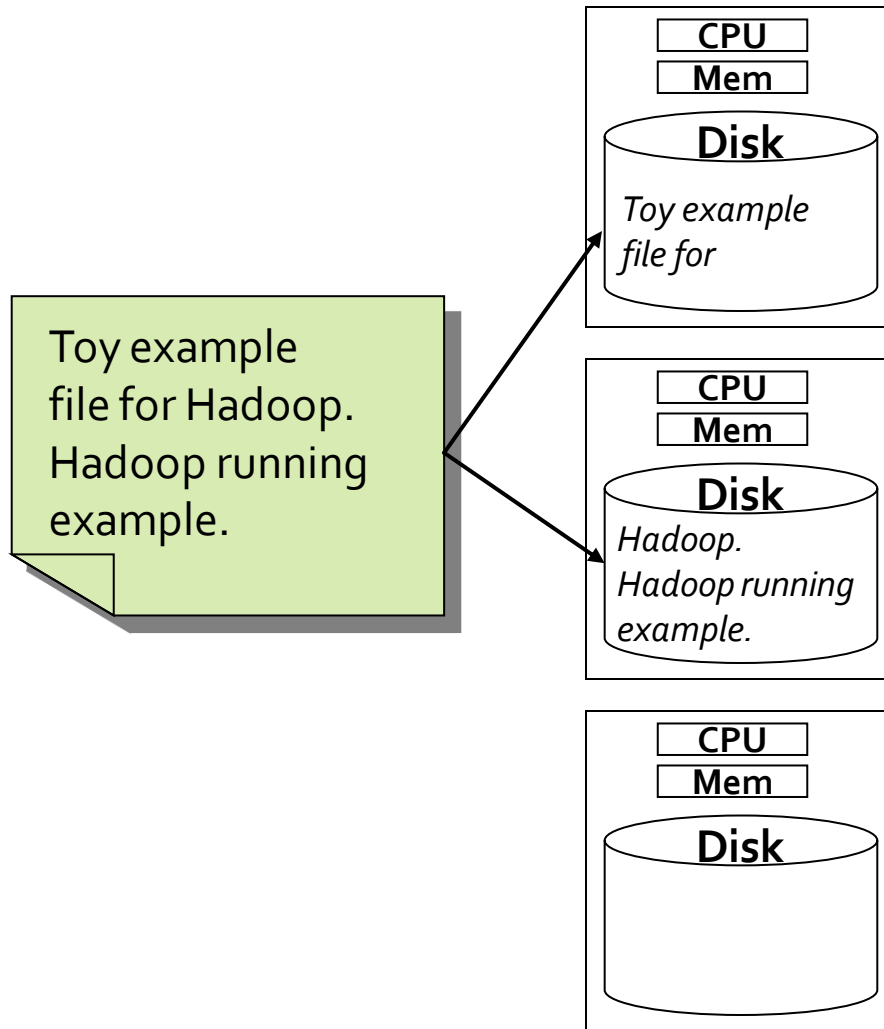 Toy example
file for Hadoop.
Hadoop running
example.
CPU
Mem
Disk
Toy example
file for
CPU
Mem
Disk
Hadoop.
Hadoop running
example.
CPU
Mem
Disk